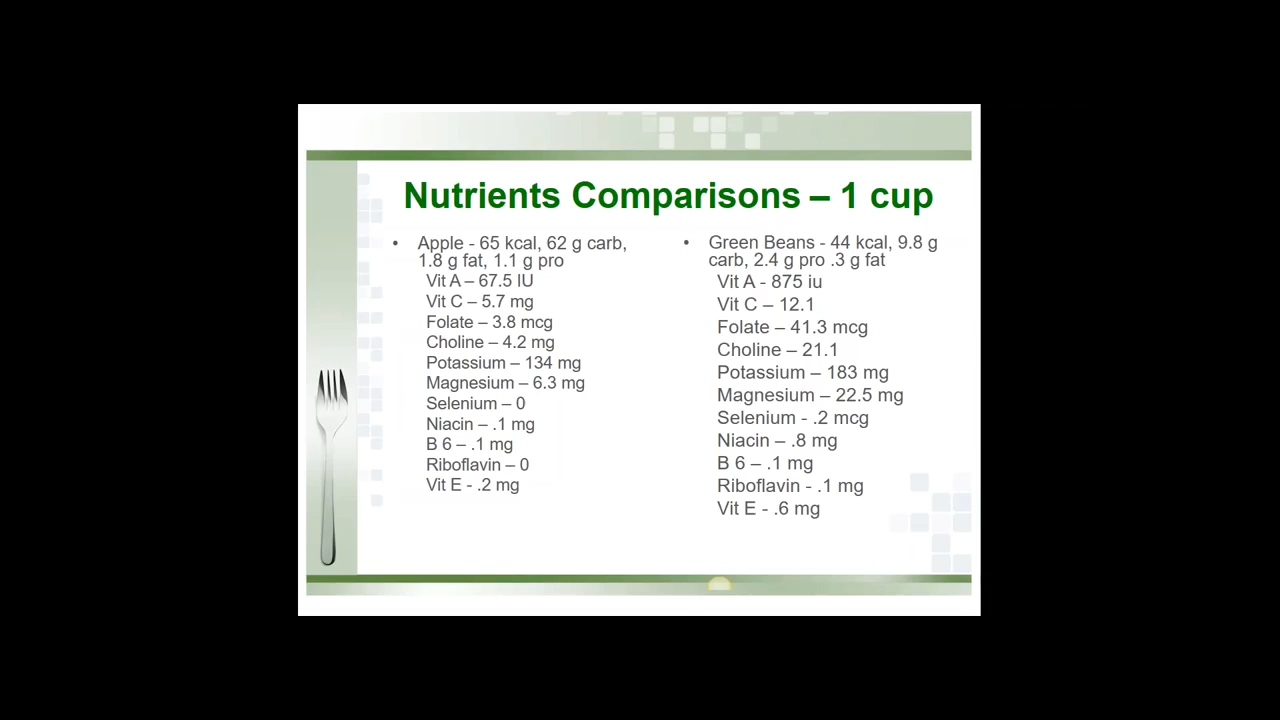 Nutrients Comparisons – 1 cup
• Apple - 65 kcal, 62 g carb,
1.8 g fat, 1.1 g pro
Vit A – 67.5 IU
Vit C – 5.7 mg
Folate – 3.8 mcg
Choline – 4.2 mg
Potassium – 134 mg
Magnesium – 6.3 mg
Selenium – 0
Niacin – .1 mg
B 6 – .1 mg
Riboflavin – 0
Vit E - .2 mg
• Green Beans - 44 kcal, 9.8 g
carb, 2.4 g pro .3 g fat
Vit A - 875 iu
Vit C – 12.1
Folate – 41.3 mcg
Choline – 21.1
Potassium – 183 mg
Magnesium – 22.5 mg
Selenium - .2 mcg
Niacin – .8 mg
B 6 – .1 mg
Riboflavin - .1 mg
Vit E - .6 mg